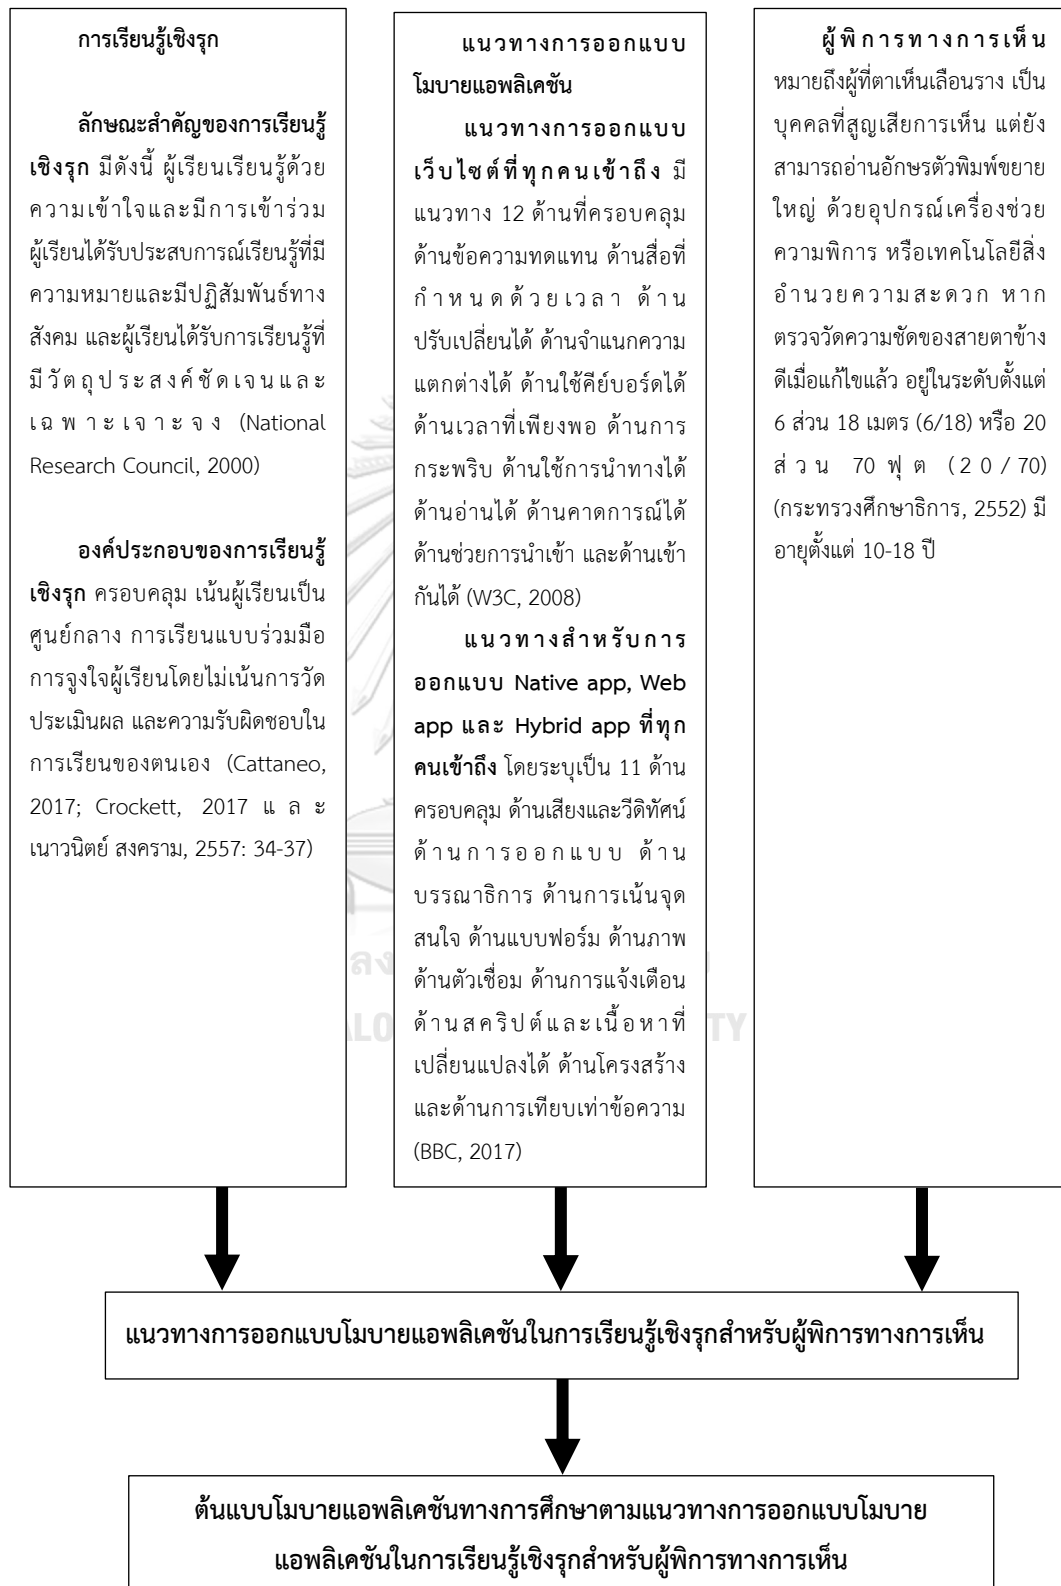 การเรียนรู้เชิงรุก
ลักษณะสำคัญของการเรียนรู้
เชิงรุก มีดังนี้ ผู้เรียนเรียนรู้ด้วย
ความเข้าใจและมีการเข้าร่วม
ผู้เรียนได้รับประสบการณ์เรียนรู้ที่มี
ความหมายและมีปฏิสัมพันธ์ทาง
สังคม และผู้เรียนได้รับการเรียนรู้ที่
มีวัตถุประสงค์ชัดเจนและ
เฉพาะเจาะจง (National
Research Council, 2000)
องค์ประกอบของการเรียนรู้
เชิงรุก ครอบคลุม เน้นผู้เรียนเป็น
ศูนย์กลาง การเรียนแบบร่วมมือ
การจูงใจผู้เรียนโดยไม่เน้นการวัด
ประเมินผล และความรับผิดชอบใน
การเรียนของตนเอง (Cattaneo,
2017; Crockett, 2017 และ
เนาวนิตย์ สงคราม, 2557: 34-37)
แนวทางการออกแบบ
โมบายแอพลิเคชัน
แนวทางการออกแบบ
เว็บไซต์ที่ทุกคนเข้าถึง มี
แนวทาง 12 ด้านที่ครอบคลุม
ด้านข้อความทดแทน ด้านสื่อที่
กำหนดด้วยเวลา ด้าน
ปรับเปลี่ยนได้ ด้านจำแนกความ
แตกต่างได้ ด้านใช้คีย์บอร์ดได้
ด้านเวลาที่เพียงพอ ด้านการ
กระพริบ ด้านใช้การนำทางได้
ด้านอ่านได้ ด้านคาดการณ์ได้
ด้านช่วยการนำเข้า และด้านเข้า
กันได้ (W3C, 2008)
แนวทางสำหรับการ
ออกแบบ Native app, Web
app และ Hybrid app ที่ทุก
คนเข้าถึง โดยระบุเป็น 11 ด้าน
ครอบคลุม ด้านเสียงและวีดิทัศน์
ด้านการออกแบบ ด้าน
บรรณาธิการ ด้านการเน้นจุด
สนใจ ด้านแบบฟอร์ม ด้านภาพ
ด้านตัวเชื่อม ด้านการแจ้งเตือน
ด้านสคริปต์และเนื้อหาที่
เปลี่ยนแปลงได้ ด้านโครงสร้าง
และด้านการเทียบเท่าข้อความ
(BBC, 2017)
ผู้พิการทางการเห็น
หมายถึงผู้ที่ตาเห็นเลือนราง เป็น
บุคคลที่สูญเสียการเห็น แต่ยัง
สามารถอ่านอักษรตัวพิมพ์ขยาย
ใหญ่ ด้วยอุปกรณ์เครื่องช่วย
ความพิการ หรือเทคโนโลยีสิ่ง
อำนวยความสะดวก หาก
ตรวจวัดความชัดของสายตาข้าง
ดีเมื่อแก้ไขแล้ว อยู่ในระดับตั้งแต่
6 ส่วน 18 เมตร (6/18) หรือ 20
ส่วน 70 ฟุต (20/70)
(กระทรวงศึกษาธิการ, 2552) มี
อายุตั้งแต่ 10-18 ปี
แนวทางการออกแบบโมบายแอพลิเคชันในการเรียนรู้เชิงรุกสำหรับผู้พิการทางการเห็น
ต้นแบบโมบายแอพลิเคชันทางการศึกษาตามแนวทางการออกแบบโมบาย
แอพลิเคชันในการเรียนรู้เชิงรุกสำหรับผู้พิการทางการเห็น